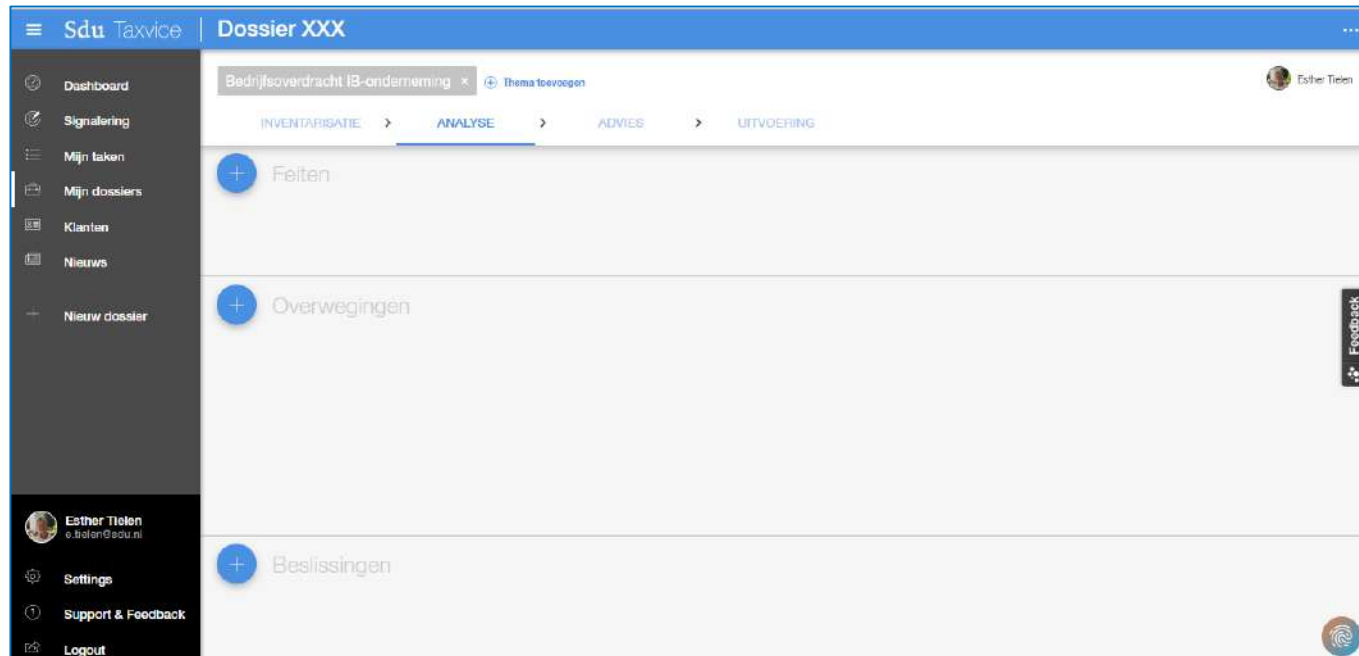 Sdu Taxvice
Dossier XXX
Dashboard
Signalering
Mijn taken
Mijn dossiers
Klanten
Nieuws
Nieuw dossier
Esther Tielen
e.tielen@sdu.nl
Settings
Support & Feedback
Logout
Bedrijfsoverdracht IB-onderneming ×
Thema toevoegen
Esther Tielen
INVENTARISATIE > ANALYSE > ADVIES > UITVOERING
Feiten
Overwegingen
Beslissingen
Feedback